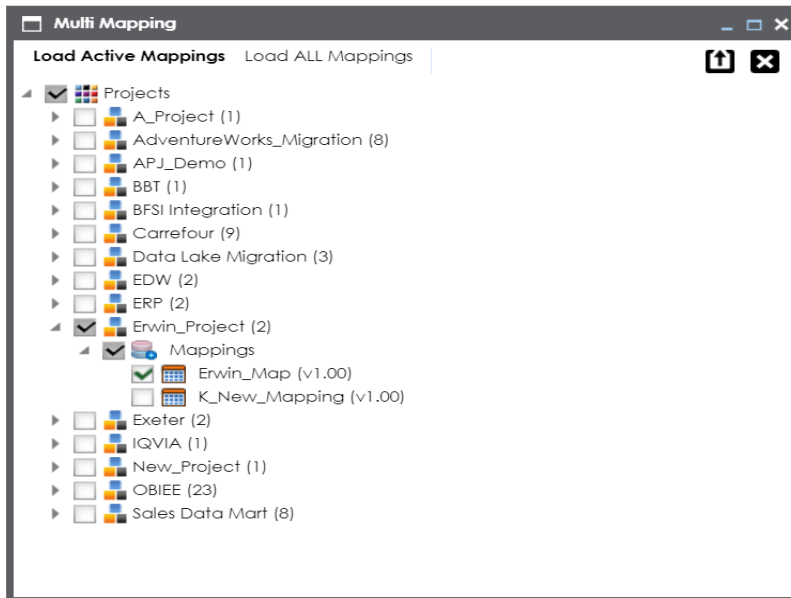 Multi Mapping
Load Active Mappings Load ALL Mappings
Projects
A_Project (1)
AdventureWorks_Migration (8)
APJ_Demo (1)
BBT (1)
BFSI Integration (1)
Carrefour (9)
Data Lake Migration (3)
EDW (2)
ERP (2)
Erwin_Project (2)
Mappings
Erwin_Map (v1.00)
K_New_Mapping (v1.00)
Exeter (2)
IQVIA (1)
New_Project (1)
OBIEE (23)
Sales Data Mart (8)